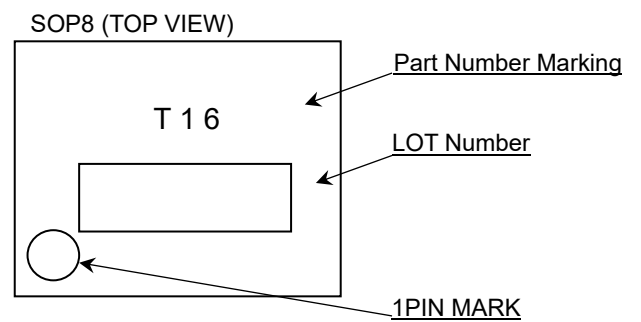 SOP8 (TOP VIEW)
Part Number Marking
T 1 6
LOT Number
1PIN MARK